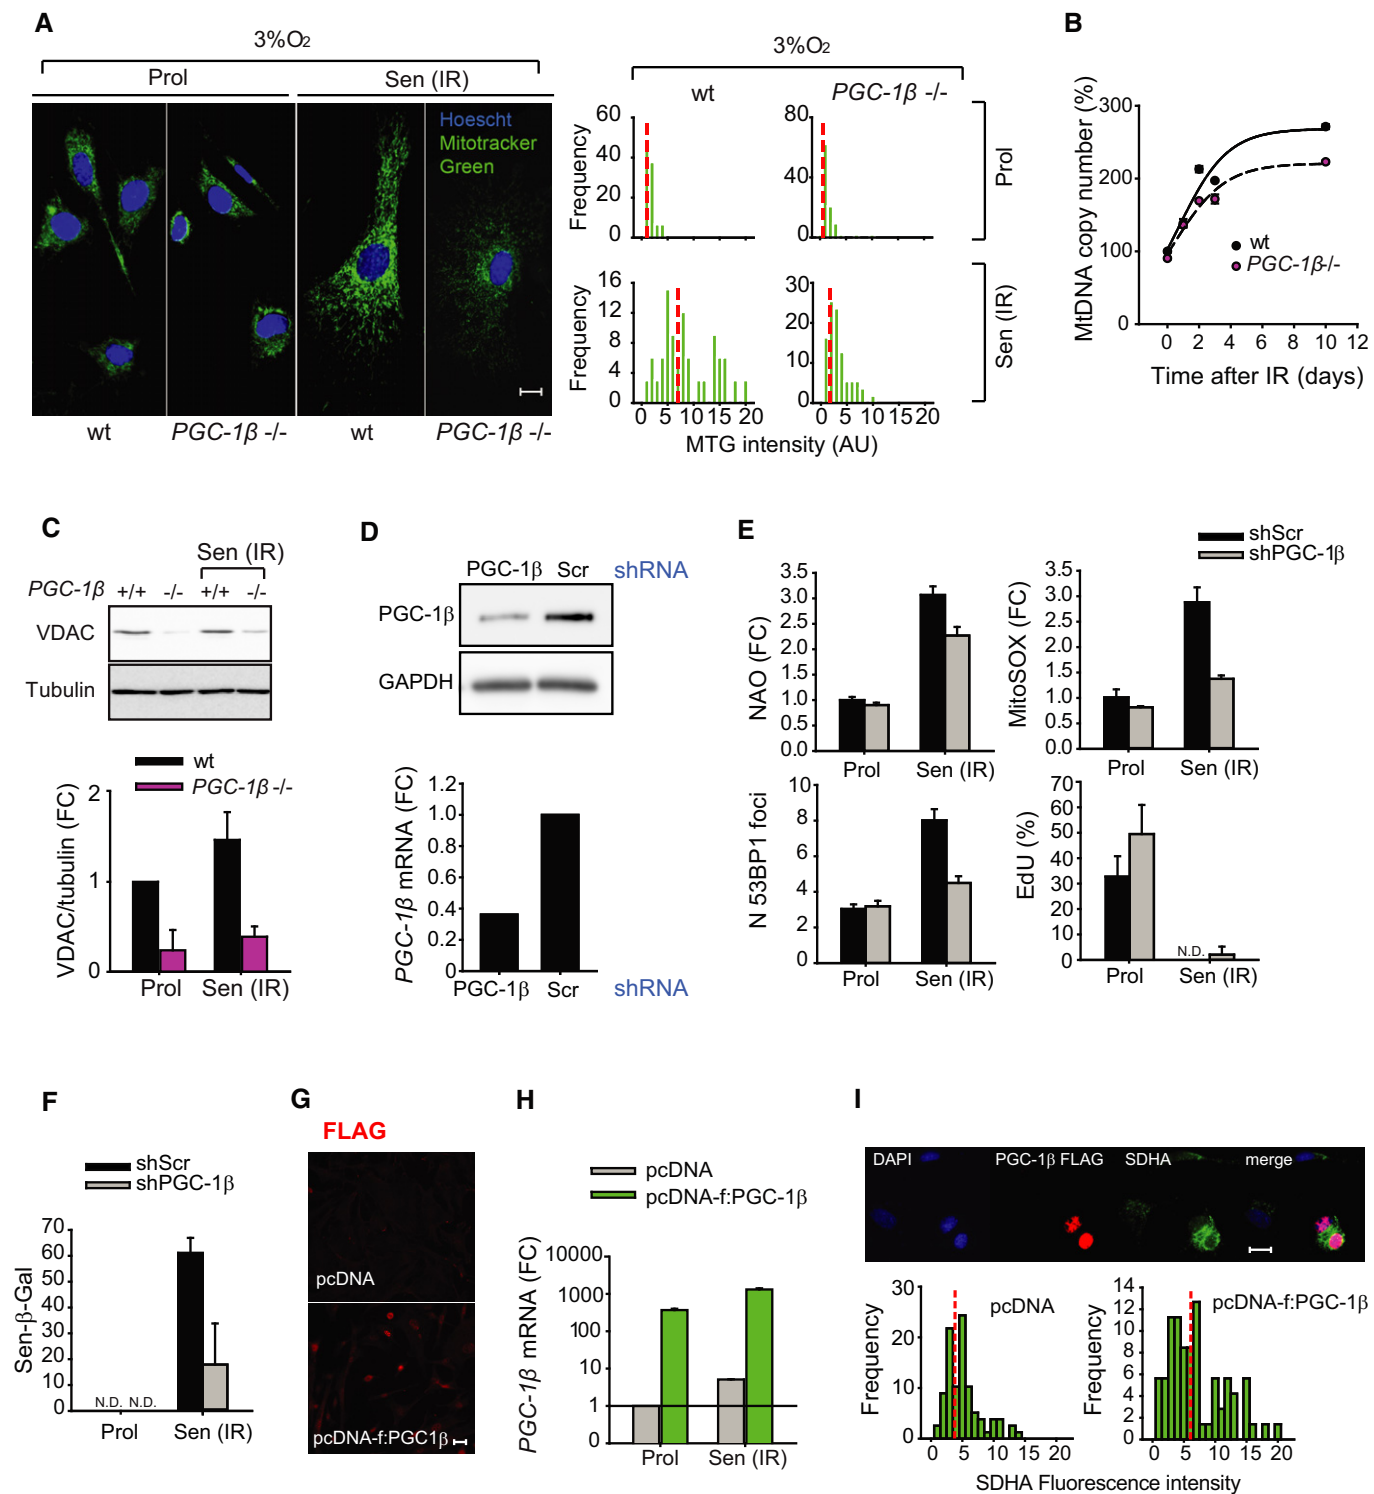 A
3%O2
Prol
Sen (IR)
Hoescht
Mitotracker
Green
wt
PGC-1β -/-
wt
PGC-1β -/-
3%O2
wt
PGC-1β -/-
Frequency
60
40
20
0
80
40
0
Prol
Frequency
16
12
8
4
0
30
20
10
0
Sen (IR)
0 5 10 15 20
0 5 10 15 20
MTG intensity (AU)
B
MtDNA copy number (%)
300
200
100
0
wt
PGC-1β-/-
0 2 4 6 8 10 12
Time after IR (days)
C
Sen (IR)
PGC-1β +/+ -/- +/+ -/-
VDAC
Tubulin
wt
PGC-1β -/-
VDAC/tubulin (FC)
2
1
0
Prol Sen (IR)
D
PGC-1β Scr shRNA
PGC-1β
GAPDH
PGC-1β mRNA (FC)
1.2
1.0
0.8
0.6
0.4
0.2
0
PGC-1β Scr shRNA
E
shScr
shPGC-1β
NAO (FC)
3.5
3.0
2.5
2.0
1.5
1.0
0.5
0.0
Prol Sen (IR)
MitoSOX (FC)
3.5
3.0
2.5
2.0
1.5
1.0
0.5
0.0
Prol Sen (IR)
N 53BP1 foci
10
8
6
4
2
0
Prol Sen (IR)
EdU (%)
70
60
50
40
30
20
10
0
N.D.
Prol Sen (IR)
F
shScr
shPGC-1β
Sen-β-Gal
70
60
50
40
30
20
10
0
N.D. N.D.
Prol Sen (IR)
G
FLAG
pcDNA
pcDNA-f:PGC1β
H
pcDNA
pcDNA-f:PGC-1β
PGC-1β mRNA (FC)
10000
1000
100
10
1
0
Prol Sen (IR)
I
DAPI PGC-1β FLAG SDHA merge
Frequency
30
20
10
0
pcDNA
0 5 10 15 20
Frequency
14
12
10
8
6
4
2
0
pcDNA-f:PGC-1β
0 5 10 15 20
SDHA Fluorescence intensity